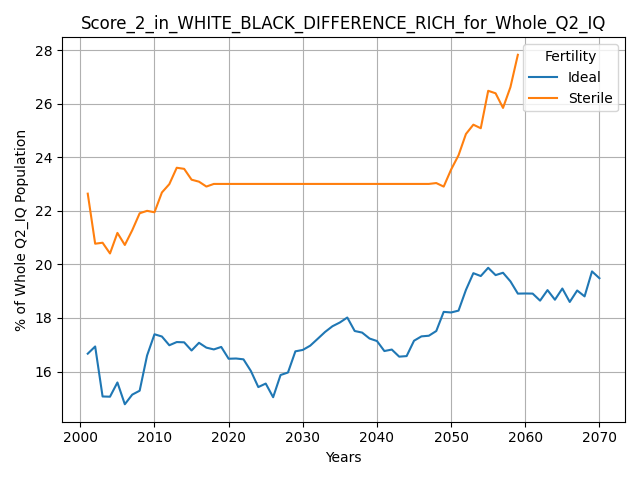 Score_2_in_WHITE_BLACK_DIFFERENCE_RICH_for_Whole_Q2_IQ
Fertility
Ideal
Sterile
% of Whole Q2_IQ Population
28
26
24
22
20
18
16
2000
2010
2020
2030
2040
2050
2060
2070
Years